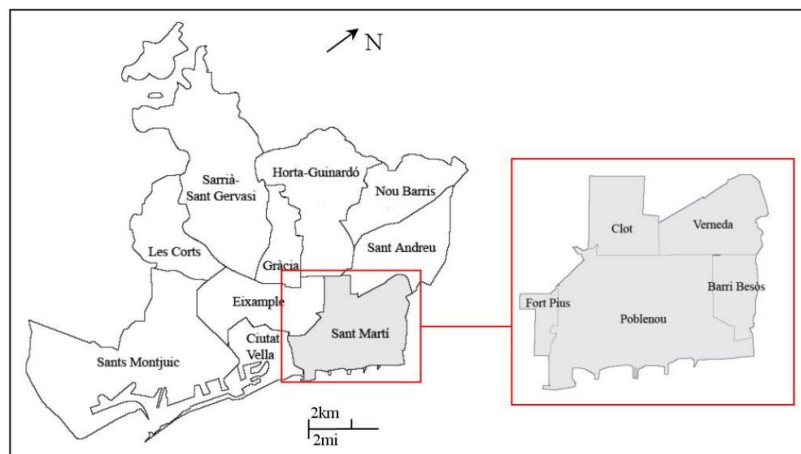 N
Sarrià-
Sant Gervasi
Horta-Guinardó
Nou Barris
Les Corts
Gràcia
Sant Andreu
Eixample
Sants Montjuic
Ciutat
Vella
Sant Martí
2km
2mi
Clot
Verneda
Fort Pius
Poblenou
Barri Besòs